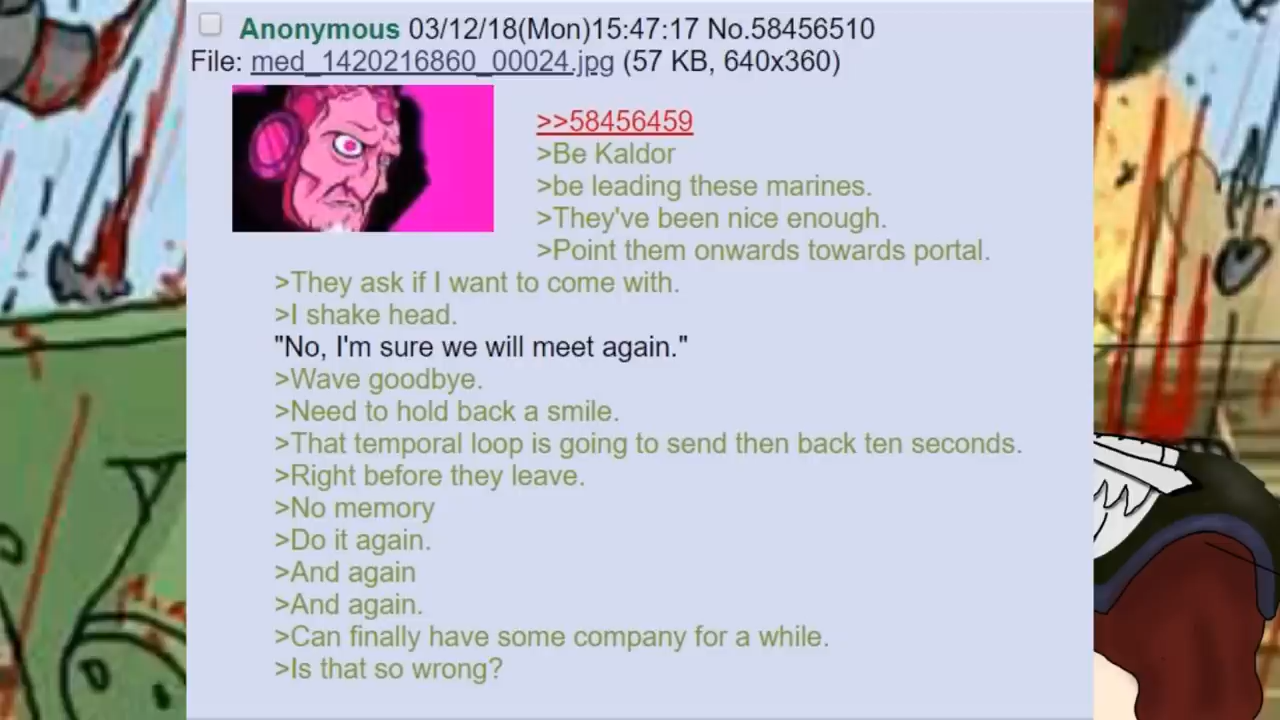 Anonymous 03/12/18(Mon)15:47:17 No.58456510
File: med_1420216860_00024.jpg (57 KB, 640x360)
>>58456459
>Be Kaldor
>be leading these marines.
>They've been nice enough.
>Point them onwards towards portal.
>They ask if I want to come with.
>I shake head.
"No, I'm sure we will meet again."
>Wave goodbye.
>Need to hold back a smile.
>That temporal loop is going to send then back ten seconds.
>Right before they leave.
>No memory
>Do it again.
>And again
>And again.
>Can finally have some company for a while.
>Is that so wrong?